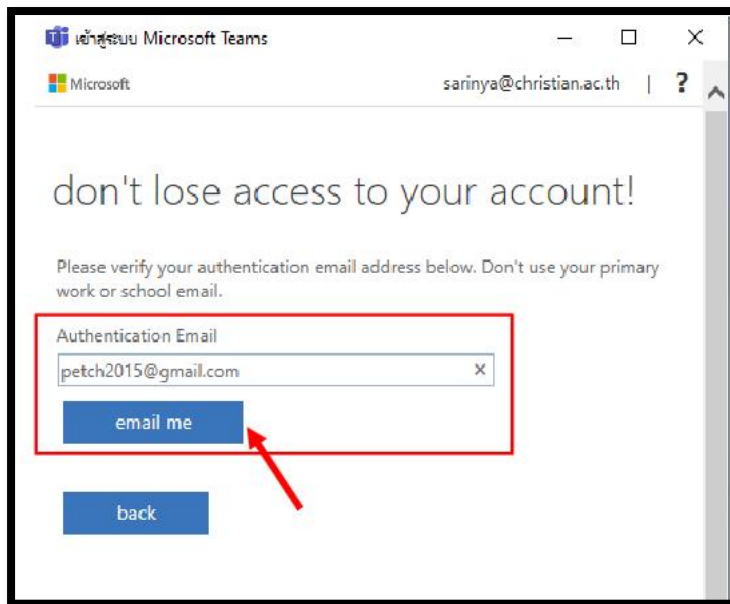 เข้าสู่ระบบ Microsoft Teams
Microsoft
sarinya@christian.ac.th | ?
don't lose access to your account!
Please verify your authentication email address below. Don't use your primary
work or school email.
Authentication Email
petch2015@gmail.com
email me
back